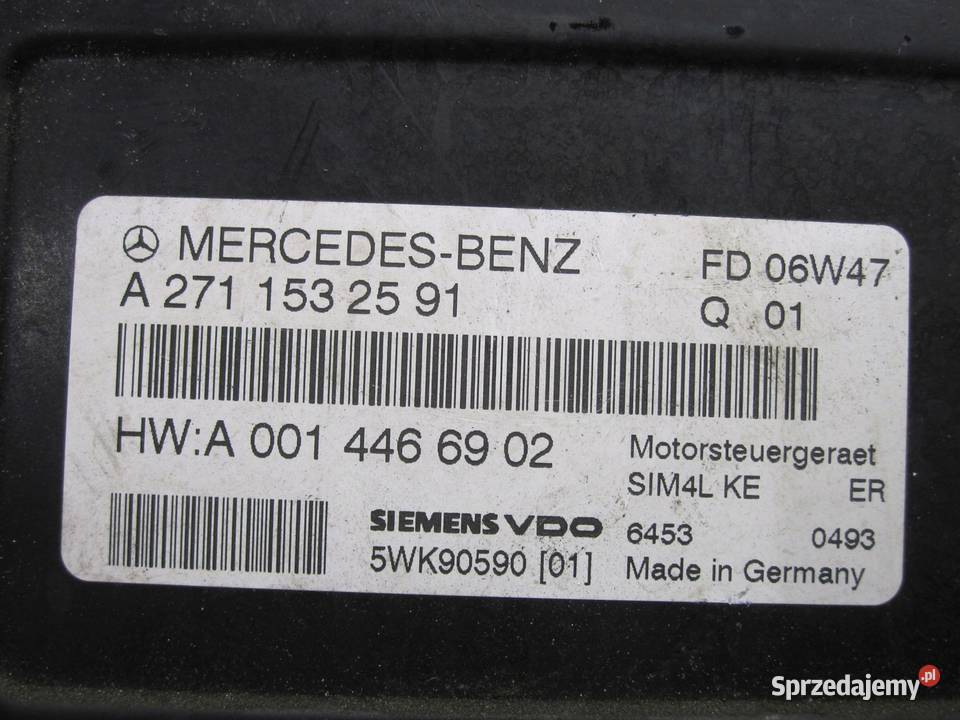 MERCEDES-BENZ
A 271 153 25 91
FD 06W47
Q 01
HW:A 001 446 69 02
Motorsteuergeraet
SIM4L KE ER
SIEMENS VDO
5WK90590 [01]
6453 0493
Made in Germany
Sprzedajemy.pl